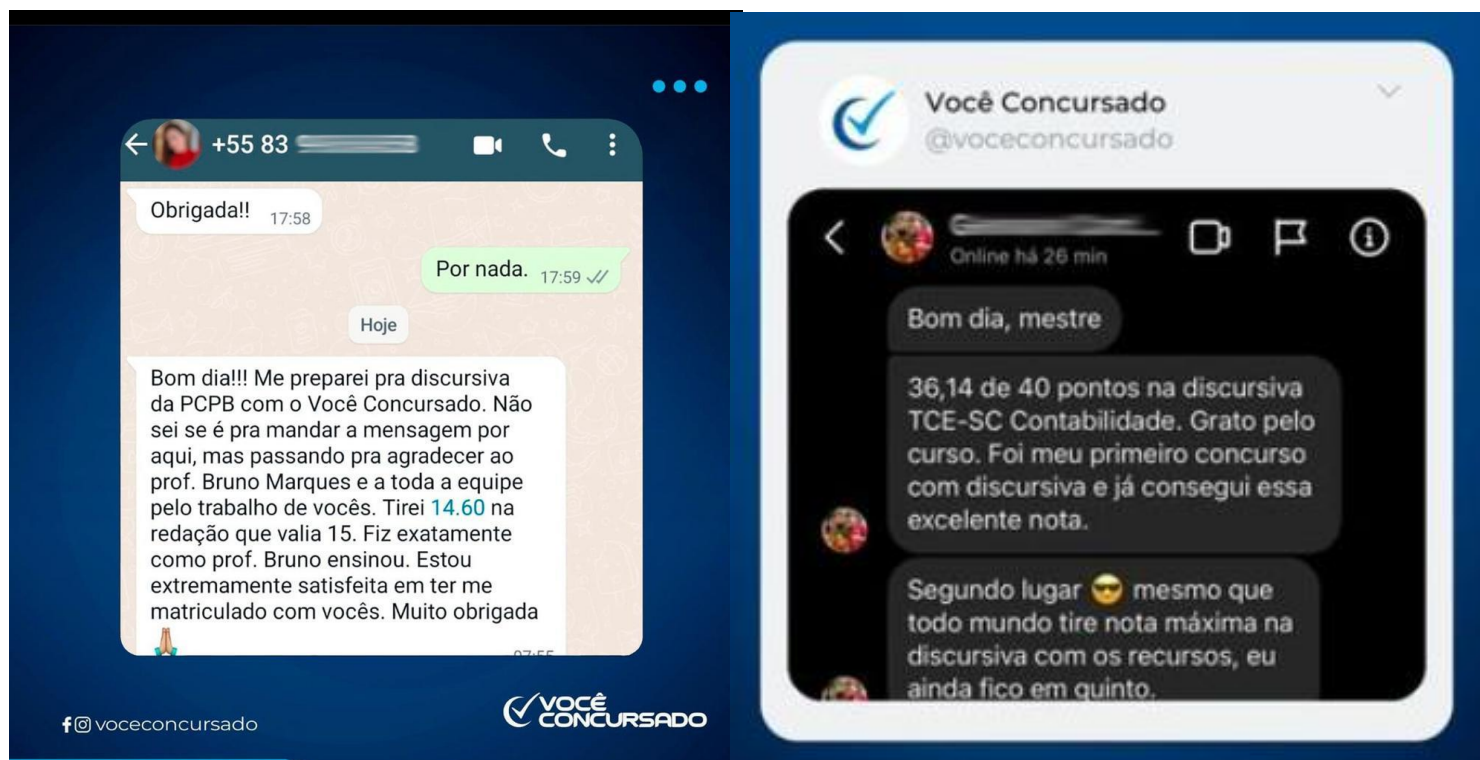 +55 83
Obrigada!! 17:58
Por nada. 17:59
Hoje
Bom dia!!! Me preparei pra discursiva
da PCPB com o Você Concursado. Não
sei se é pra mandar a mensagem por
aqui, mas passando pra agradecer ao
prof. Bruno Marques e a toda a equipe
pelo trabalho de vocês. Tirei 14.60 na
redação que valia 15. Fiz exatamente
como prof. Bruno ensinou. Estou
extremamente satisfeita em ter me
matriculado com vocês. Muito obrigada
07:55
voceconcursado
VOCÊ
CONCURSADO
Você Concursado
@voceconcursado
Online há 26 min
Bom dia, mestre
36,14 de 40 pontos na discursiva
TCE-SC Contabilidade. Grato pelo
curso. Foi meu primeiro concurso
com discursiva e já consegui essa
excelente nota.
Segundo lugar 😎 mesmo que
todo mundo tire nota máxima na
discursiva com os recursos, eu
ainda fico em quinto.